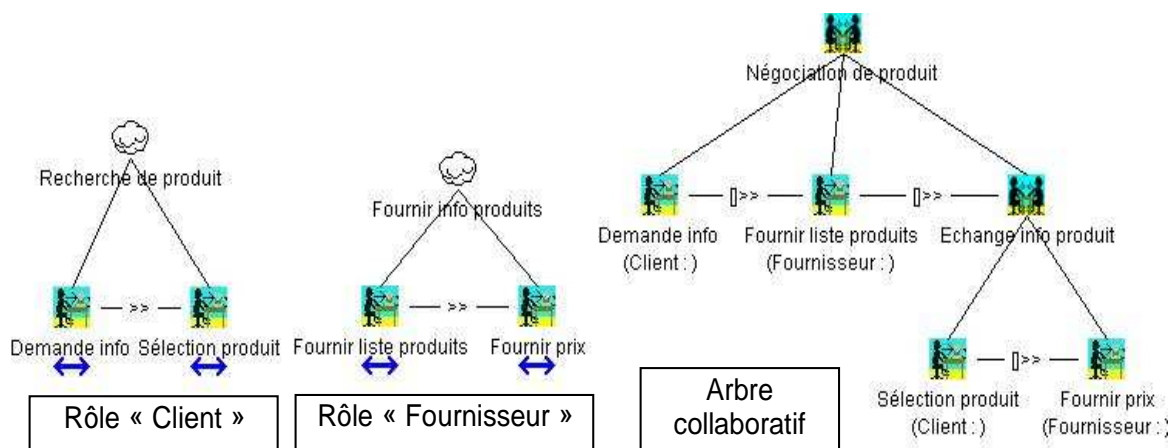 Négociation de produit
Recherche de produit
Fournir info produits
[]>>
[]>>
Demande info
(Client : )
Fournir liste produits
(Fournisseur : )
Echange info produit
>>
>>
Demande info
Sélection produit
Fournir liste produits
Fournir prix
[]>>
Sélection produit
(Client : )
Fournir prix
(Fournisseur : )
Rôle « Client »
Rôle « Fournisseur »
Arbre
collaboratif